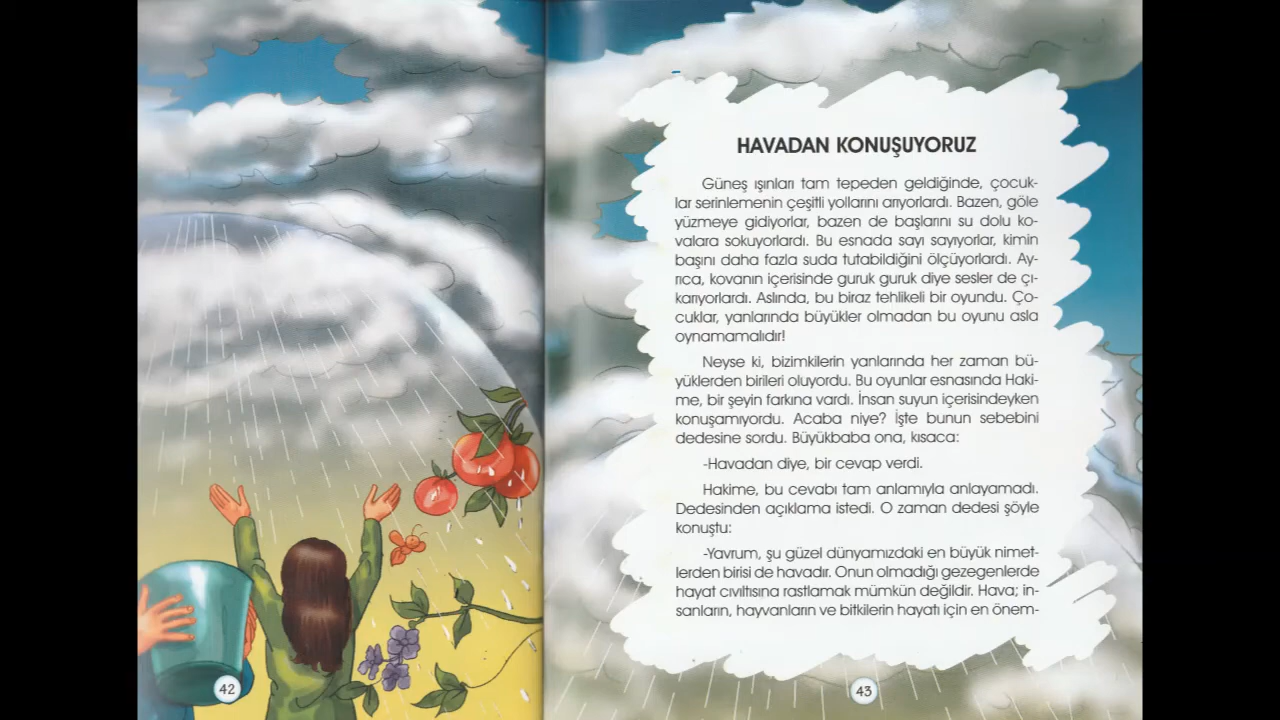 HAVADAN KONUŞUYORUZ
Güneş ışınları tam tepeden geldiğinde, çocuk-
lar serinlemenin çeşitli yollarını arıyorlardı. Bazen, göle
yüzmeye gidiyorlar, bazen de başlarını su dolu ko-
valara sokuyorlardı. Bu esnada sayı sayıyorlar, kimin
başını daha fazla suda tutabildiğini ölçüyorlardı. Ay-
rıca, kovanın içerisinde guruk guruk diye sesler de çı-
karıyorlardı. Aslında, bu biraz tehlikeli bir oyundu. Ço-
cuklar, yanlarında büyükler olmadan bu oyunu asla
oynamamalıdır!
Neyse ki, bizimkilerin yanlarında her zaman bü-
yüklerden birileri oluyordu. Bu oyunlar esnasında Haki-
me, bir şeyin farkına vardı. İnsan suyun içerisindeyken
konuşamıyordu. Acaba niye? İşte bunun sebebini
dedesine sordu. Büyükbaba ona, kısaca:
-Havadan diye, bir cevap verdi.
Hakime, bu cevabı tam anlamıyla anlayamadı.
Dedesinden açıklama istedi. O zaman dedesi şöyle
konuştu:
-Yavrum, şu güzel dünyamızdaki en büyük nimet-
lerden birisi de havadır. Onun olmadığı gezegenlerde
hayat cıvıltısına rastlamak mümkün değildir. Hava; in-
sanların, hayvanların ve bitkilerin hayatı için en önem-
42
43